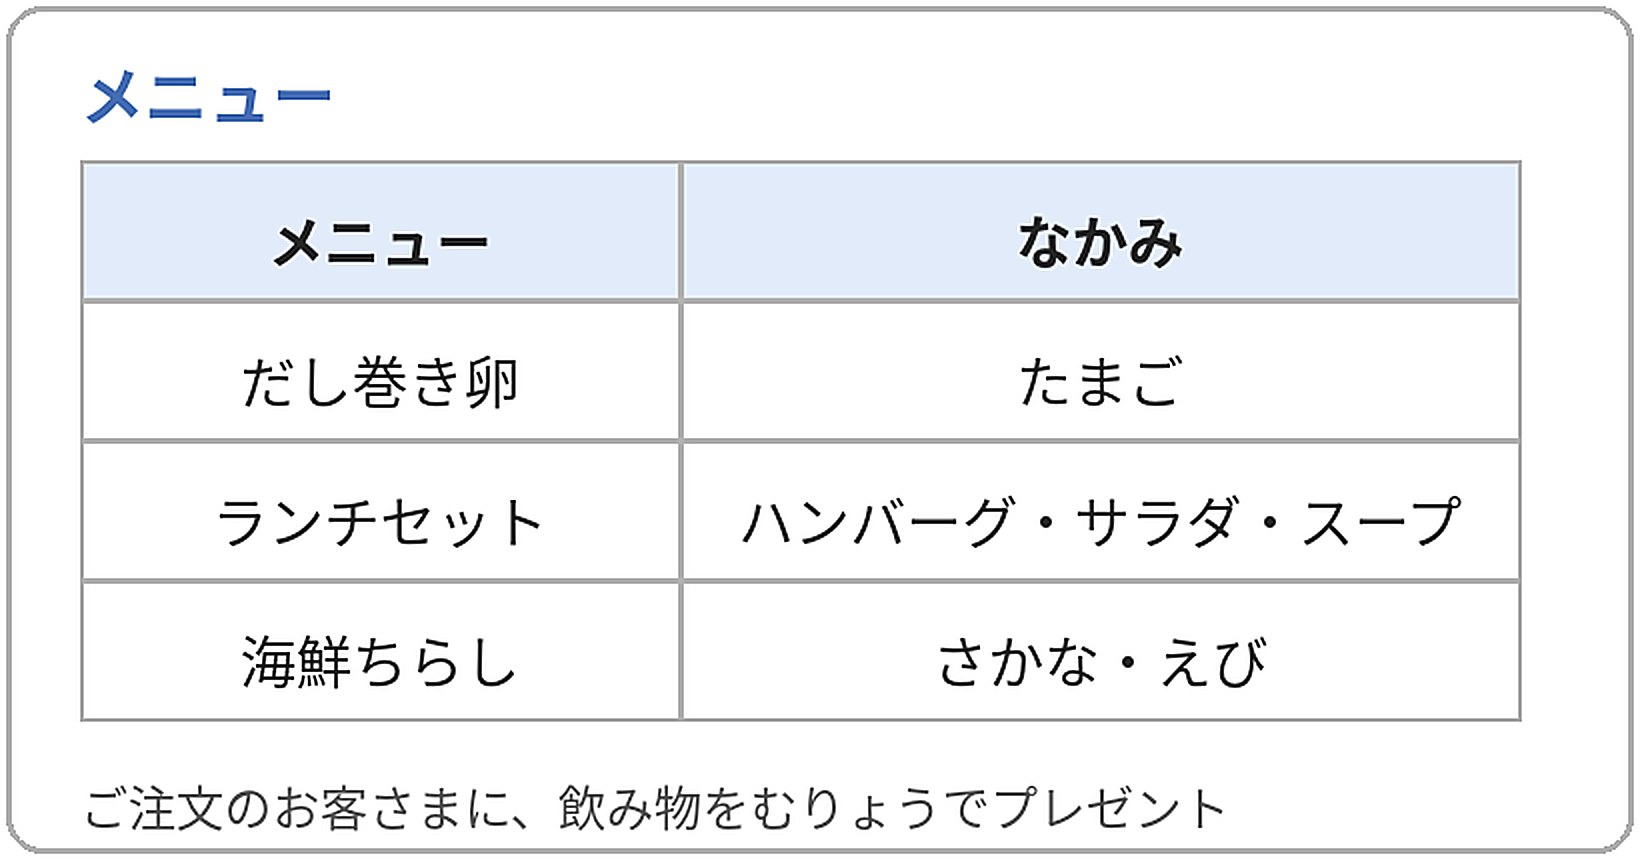 メニュー
メニュー なかみ
だし巻き卵 たまご
ランチセット ハンバーグ・サラダ・スープ
海鮮ちらし さかな・えび
ご注文のお客さまに、飲み物をむりょうでプレゼント